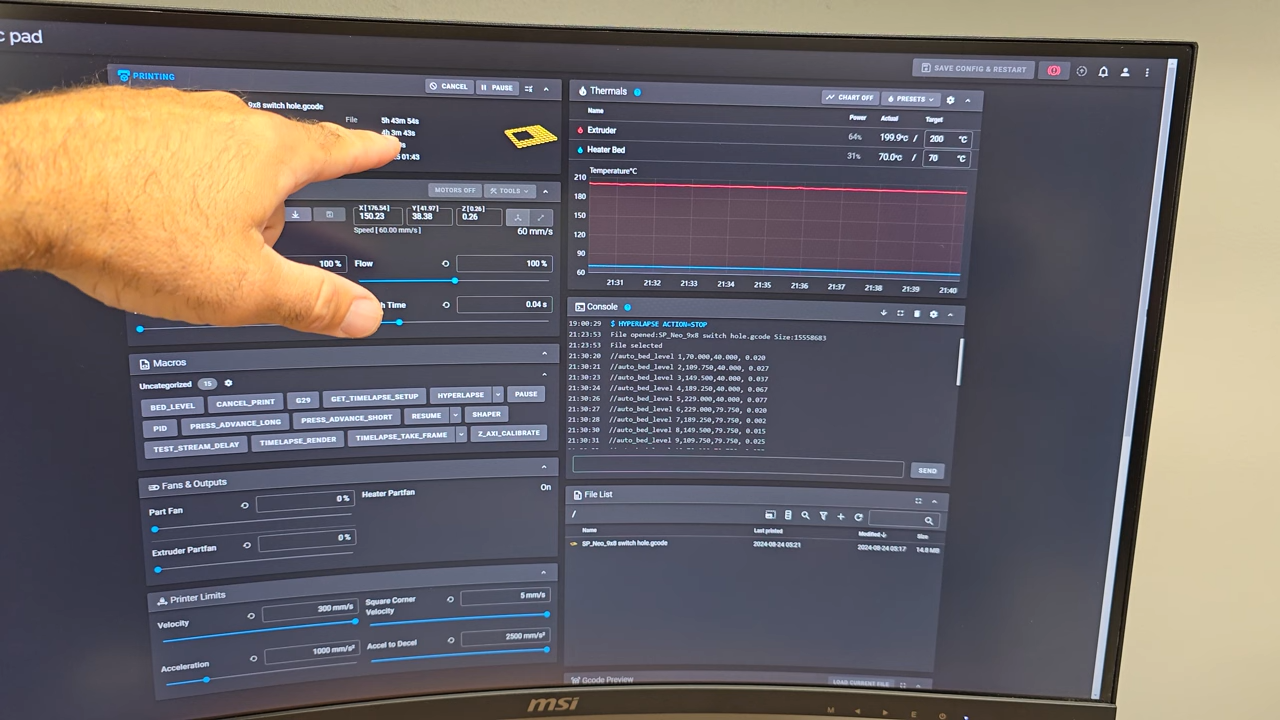 c pad
SAVE CONFIG & RESTART
PRINTING
CANCEL
PAUSE
9x8 switch hole.gcode
File
5h 43m 54s
4h 3m 43s
01:43
MOTORS OFF
TOOLS
X [176.54]
150.23
Y [41.97]
38.38
Z [0.26]
0.26
Speed [ 60.00 mm/s ]
60 mm/s
100 %
Flow
100 %
Time
0.04 s
Macros
Uncategorized 15
BED_LEVEL
CANCEL_PRINT
G29
GET_TIMELAPSE_SETUP
HYPERLAPSE
PAUSE
PID
PRESS_ADVANCE_LONG
PRESS_ADVANCE_SHORT
RESUME
SHAPER
TEST_STREAM_DELAY
TIMELAPSE_RENDER
TIMELAPSE_TAKE_FRAME
Z_AXI_CALIBRATE
Fans & Outputs
Part Fan
0 %
Heater Partfan
On
Extruder Partfan
0 %
Printer Limits
Velocity
300 mm/s
Square Corner
Velocity
5 mm/s
Acceleration
1000 mm/s²
Accel to Decel
2500 mm/s²
Thermals
CHART OFF
PRESETS
Name
Power
Actual
Target
Extruder
64%
199.9°C /
200 °C
Heater Bed
31%
70.0°C /
70 °C
Temperature°C
210
180
150
120
90
60
21:31
21:32
21:33
21:34
21:35
21:36
21:37
21:38
21:39
21:40
Console
19:00:29 $ HYPERLAPSE ACTION=STOP
21:23:53 File opened:SP_Neo_9x8 switch hole.gcode Size:15558683
21:23:53 File selected
21:30:20 //auto_bed_level 1,70.000,40.000, 0.020
21:30:21 //auto_bed_level 2,109.750,40.000, 0.027
21:30:23 //auto_bed_level 3,149.500,40.000, 0.037
21:30:24 //auto_bed_level 4,189.250,40.000, 0.067
21:30:26 //auto_bed_level 5,229.000,40.000, 0.077
21:30:27 //auto_bed_level 6,229.000,79.750, 0.020
21:30:28 //auto_bed_level 7,189.250,79.750, 0.002
21:30:30 //auto_bed_level 8,149.500,79.750, 0.015
21:30:31 //auto_bed_level 9,109.750,79.750, 0.025
SEND
File List
/
Name
Last printed
Modified
Size
SP_Neo_9x8 switch hole.gcode
2024-08-24 05:21
2024-08-24 05:17
14.8 MB
Gcode Preview
LOAD CURRENT FILE
msi
M
E